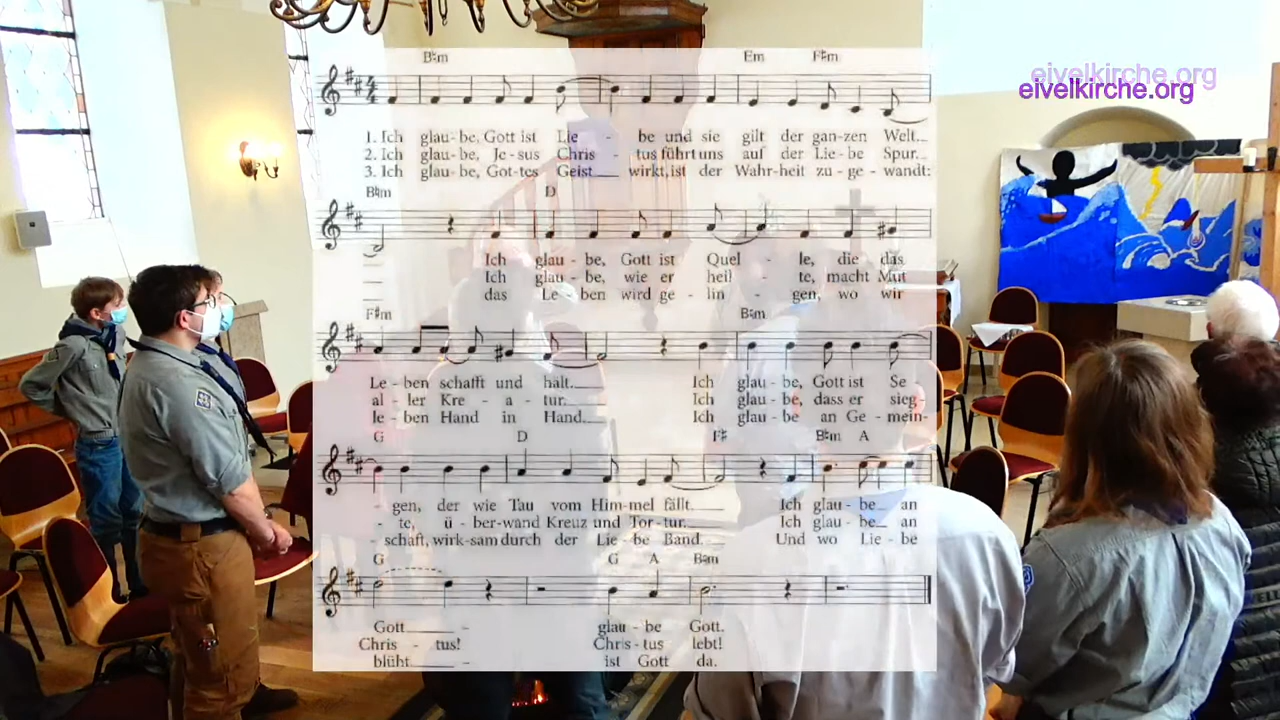 eivelkirche.org
eivelkirche.org
B♮m Em F♯m
1. Ich glau - be, Gott ist Lie - be und sie gilt der gan-zen Welt.
2. Ich glau - be, Je - sus Chris - tus führt uns auf der Lie - be Spur.
3. Ich glau - be, Got-tes Geist wirkt, ist der Wahr-heit zu - ge - wandt:
B♮m D
Ich glau - be, Gott ist Quel - le, die das
Ich glau - be, wie er heil - te, macht Mut
das Le - ben wird ge - lin - gen, wo wir
F♯m B♮m
Le - ben schafft und hält.
al - ler Kre - a - tur.
le - ben Hand in Hand.
Ich glau - be, Gott ist Se -
Ich glau - be, dass er sieg -
Ich glau - be an Ge - mein-
G D F♯ B♮m A
- gen, der wie Tau vom Him-mel fällt. Ich glau - be an
- te, ü - ber-wand Kreuz und Tor - tur. Ich glau - be an
- schaft, wirk-sam durch der Lie - be Band. Und wo Lie - be
G G A B♮m
Gott - glau - be Gott.
Chris - tus! Chris - tus lebt!
blüht - ist Gott da.